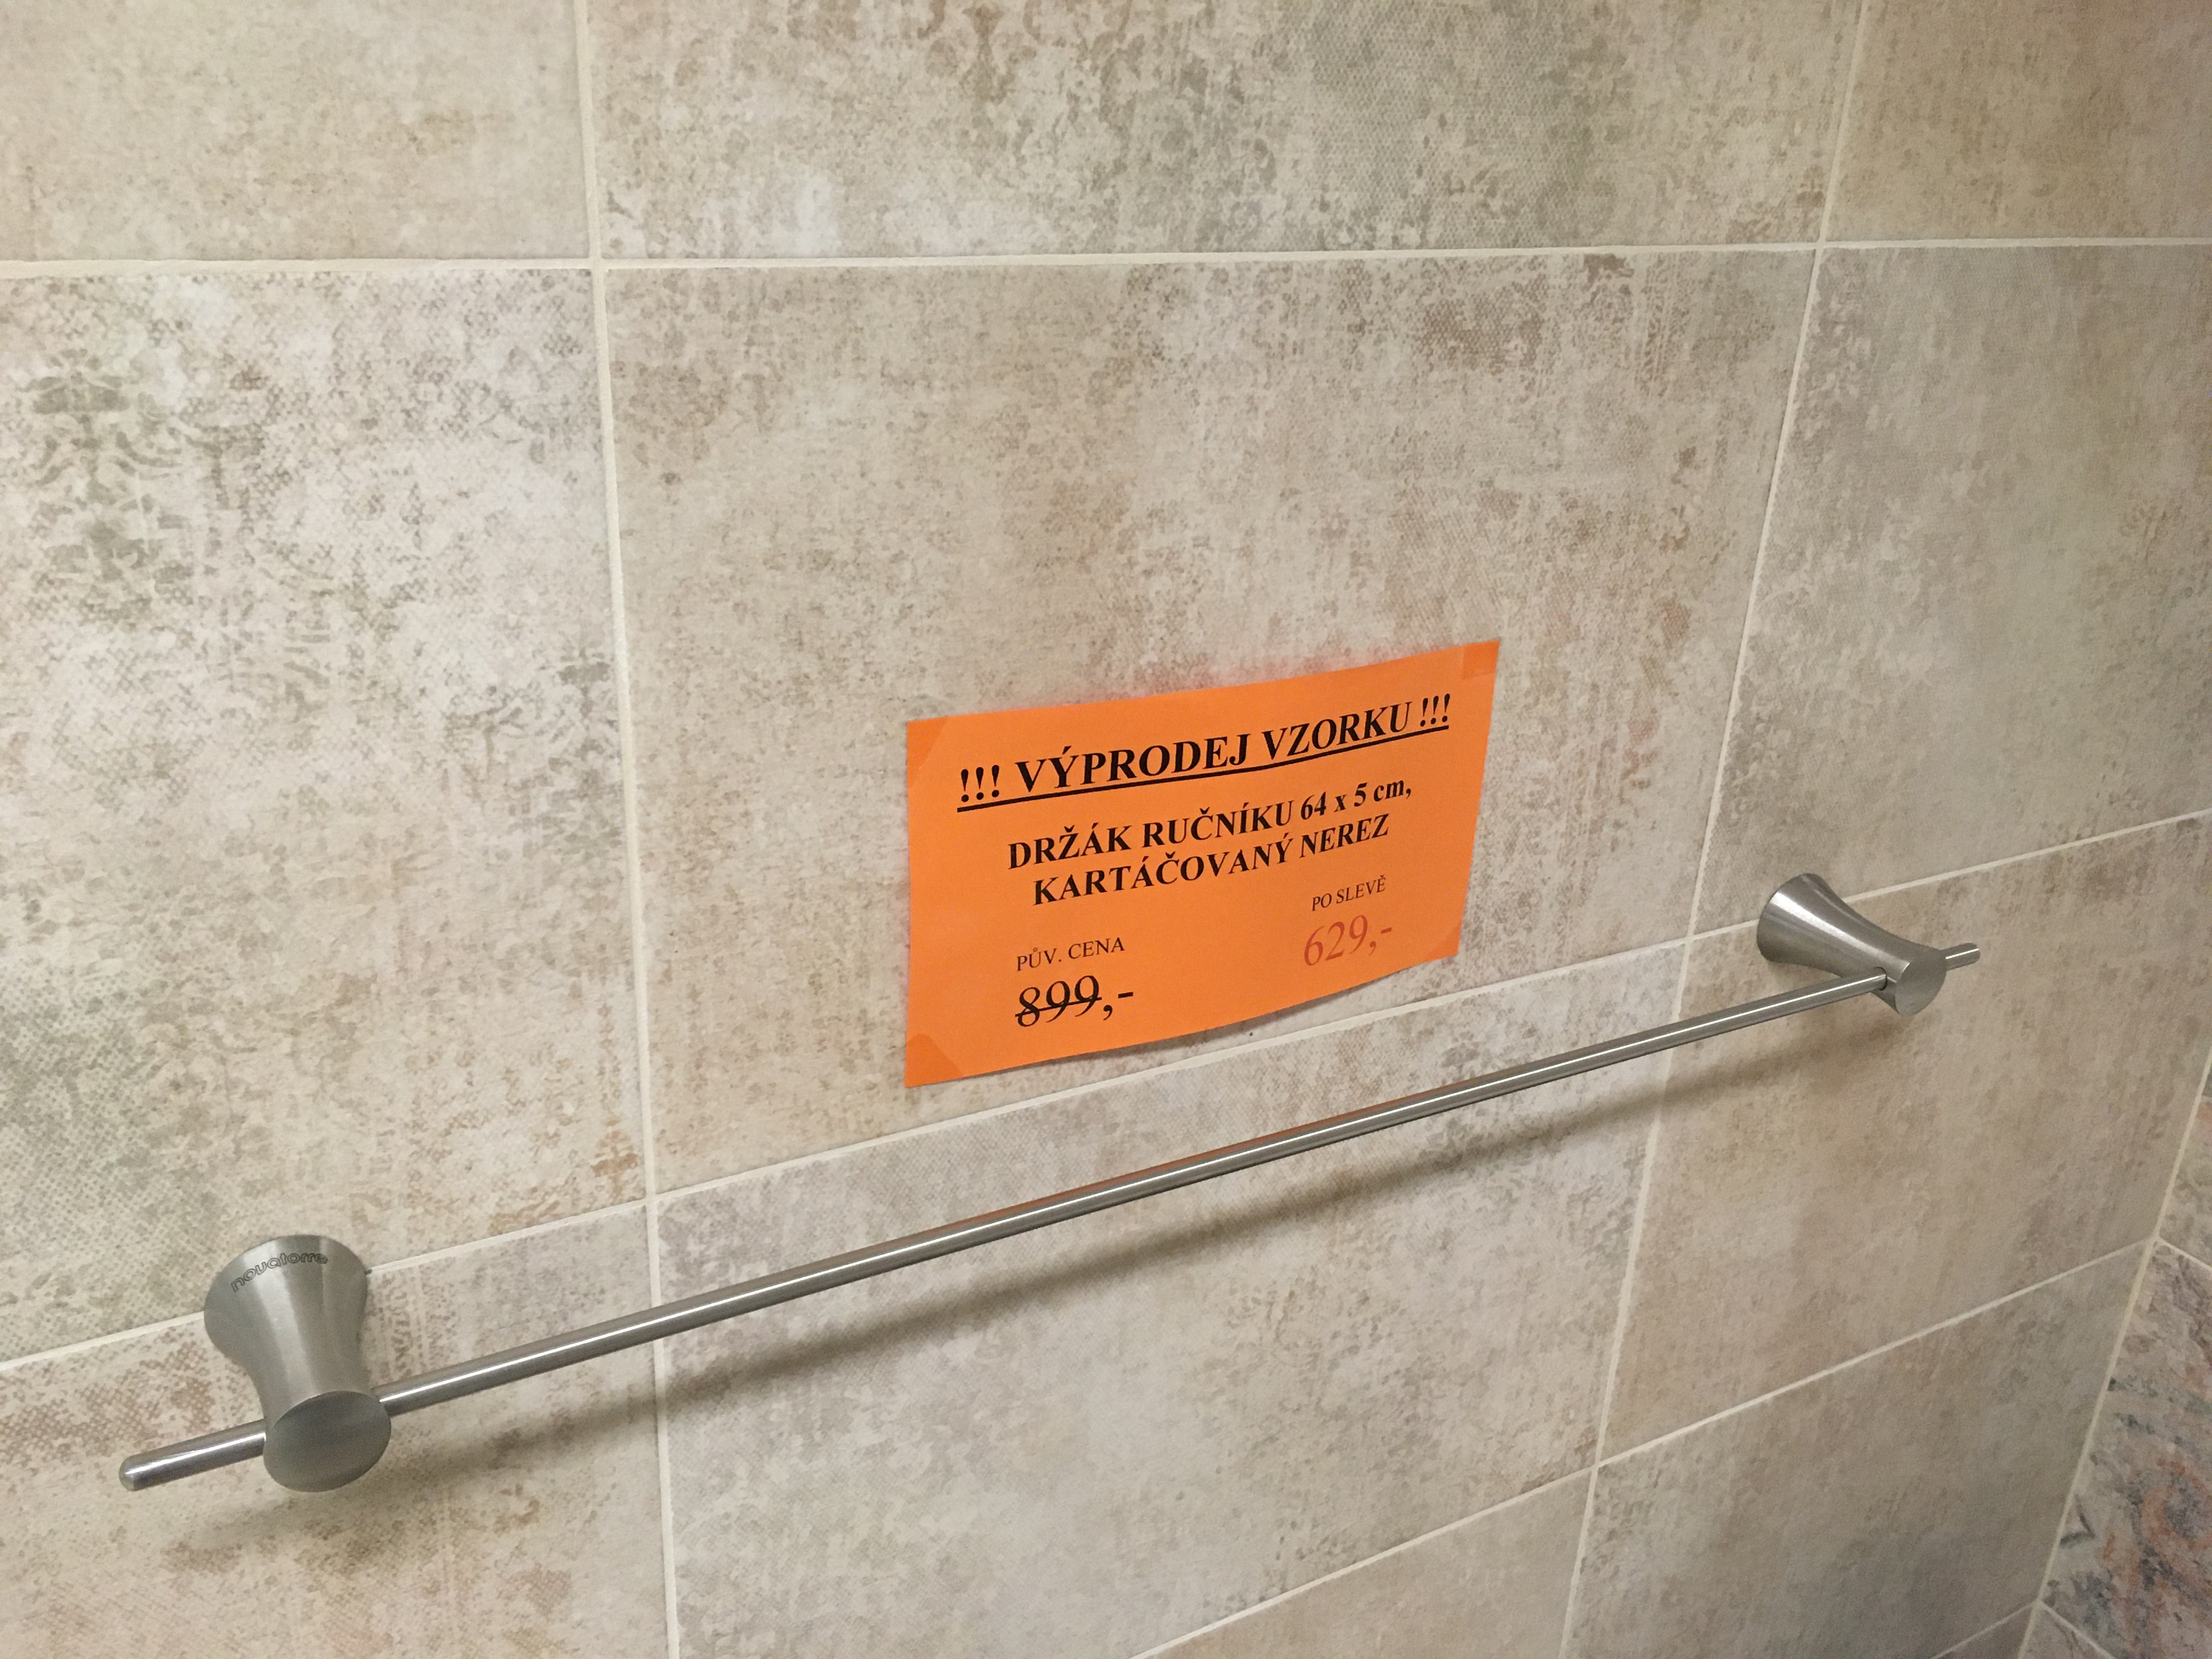 !!! VÝPRODEJ VZORKU !!!
DRŽÁK RUČNÍKU 64 x 5 cm,
KARTÁČOVANÝ NEREZ
PŮV. CENA
899,-
PO SLEVĚ
629,-
novatorre